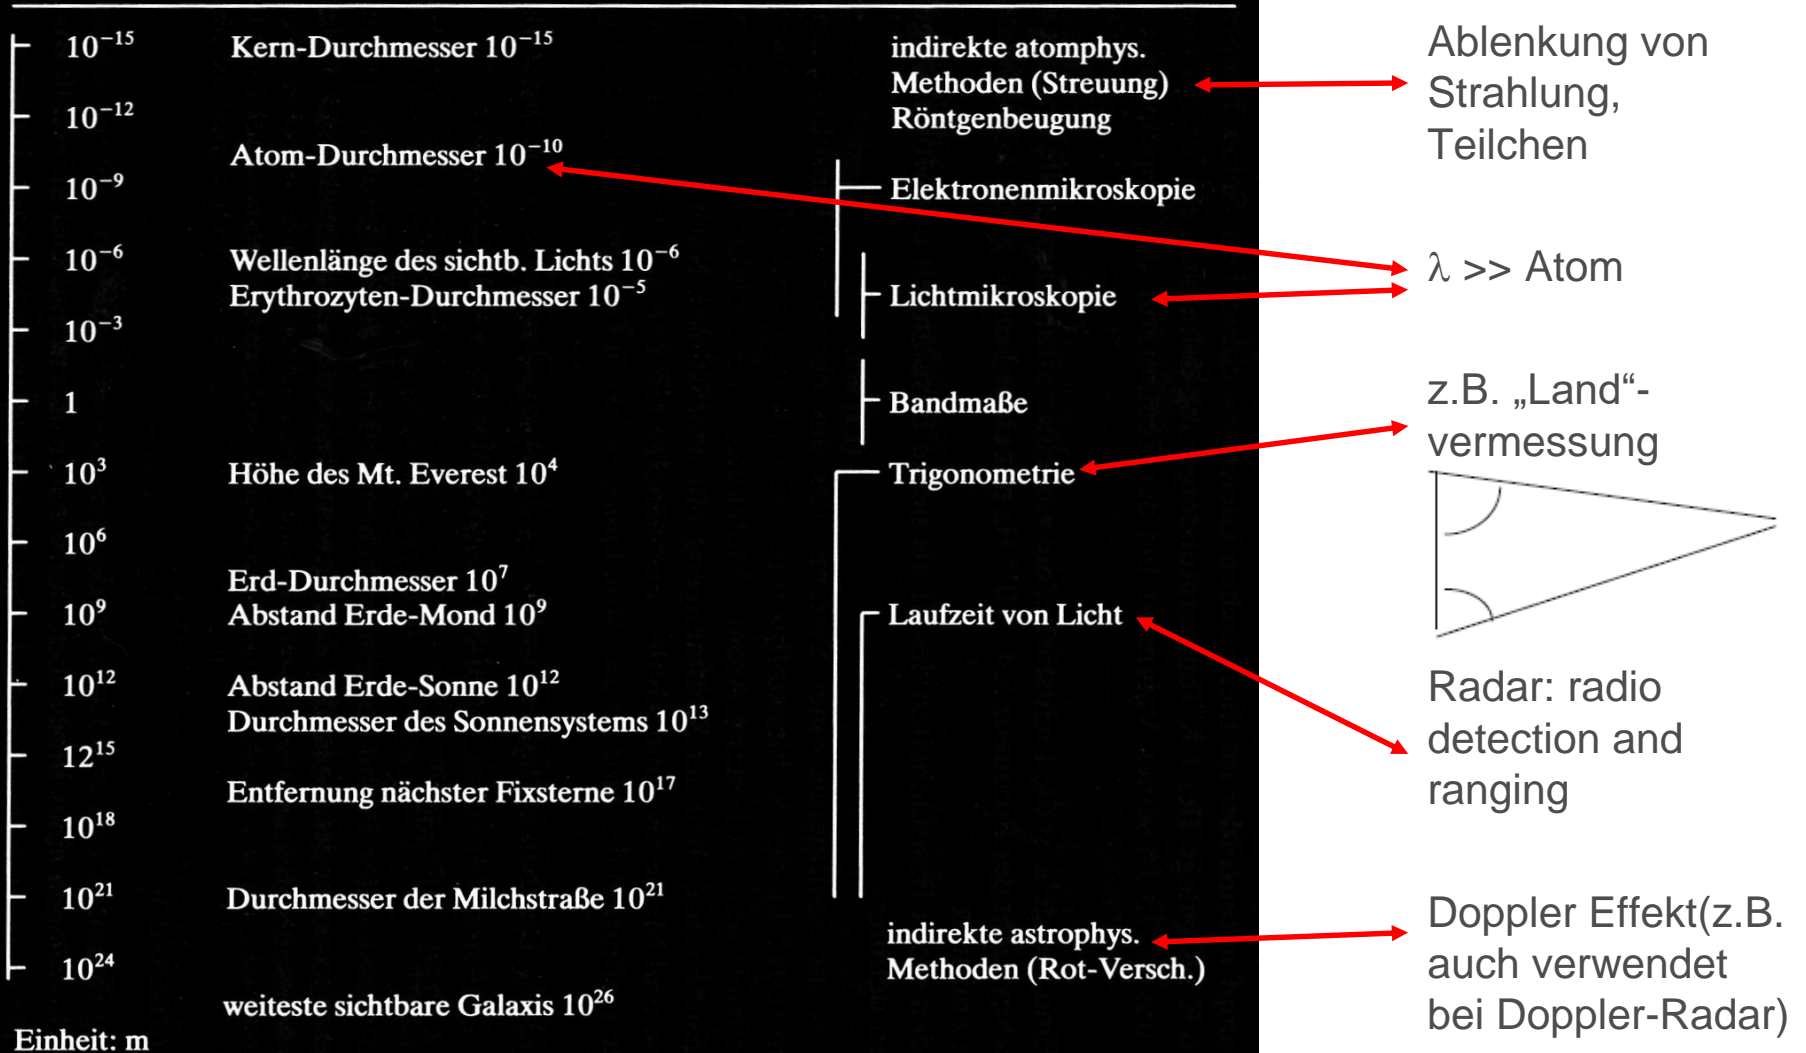 10⁻¹⁵ Kern-Durchmesser 10⁻¹⁵ indirekte atomphys.
Methoden (Streuung)
10⁻¹² Röntgenbeugung
Atom-Durchmesser 10⁻¹⁰
10⁻⁹ Elektronenmikroskopie
10⁻⁶ Wellenlänge des sichtb. Lichts 10⁻⁶
Erythrozyten-Durchmesser 10⁻⁵ Lichtmikroskopie
10⁻³
1 Bandmaße
10³ Höhe des Mt. Everest 10⁴ Trigonometrie
10⁶
Erd-Durchmesser 10⁷
10⁹ Abstand Erde-Mond 10⁹ Laufzeit von Licht
10¹² Abstand Erde-Sonne 10¹²
Durchmesser des Sonnensystems 10¹³
12¹⁵
Entfernung nächster Fixsterne 10¹⁷
10¹⁸
10²¹ Durchmesser der Milchstraße 10²¹
indirekte astrophys.
10²⁴ Methoden (Rot-Versch.)
weiteste sichtbare Galaxis 10²⁶
Einheit: m
Ablenkung von
Strahlung,
Teilchen
λ >> Atom
z.B. „Land“-
vermessung
Radar: radio
detection and
ranging
Doppler Effekt(z.B.
auch verwendet
bei Doppler-Radar)